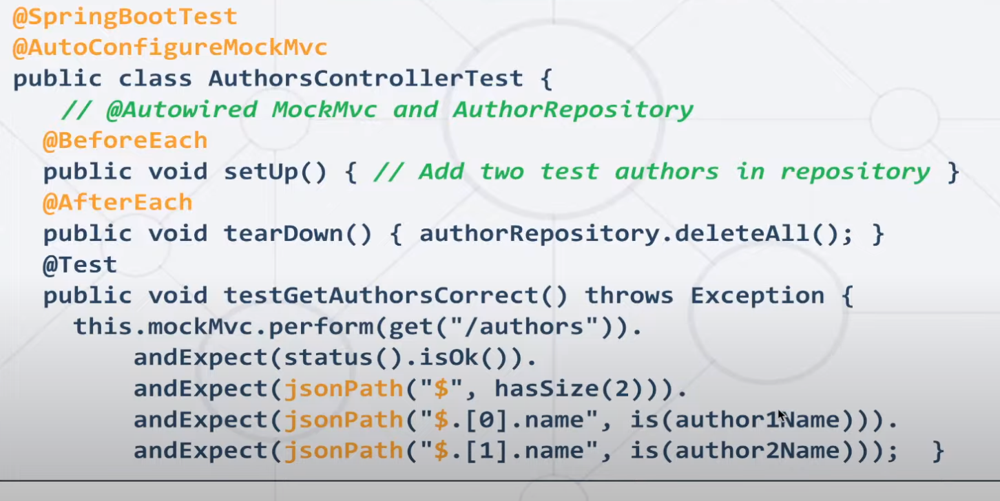 @SpringBootTest
@AutoConfigureMockMvc
public class AuthorsControllerTest {
// @Autowired MockMvc and AuthorRepository
@BeforeEach
public void setUp() { // Add two test authors in repository }
@AfterEach
public void tearDown() { authorRepository.deleteAll(); }
@Test
public void testGetAuthorsCorrect() throws Exception {
this.mockMvc.perform(get("/authors")).
andExpect(status().isOk()).
andExpect(jsonPath("$", hasSize(2))).
andExpect(jsonPath("$.[0].name", is(author1Name))).
andExpect(jsonPath("$.[1].name", is(author2Name))); }